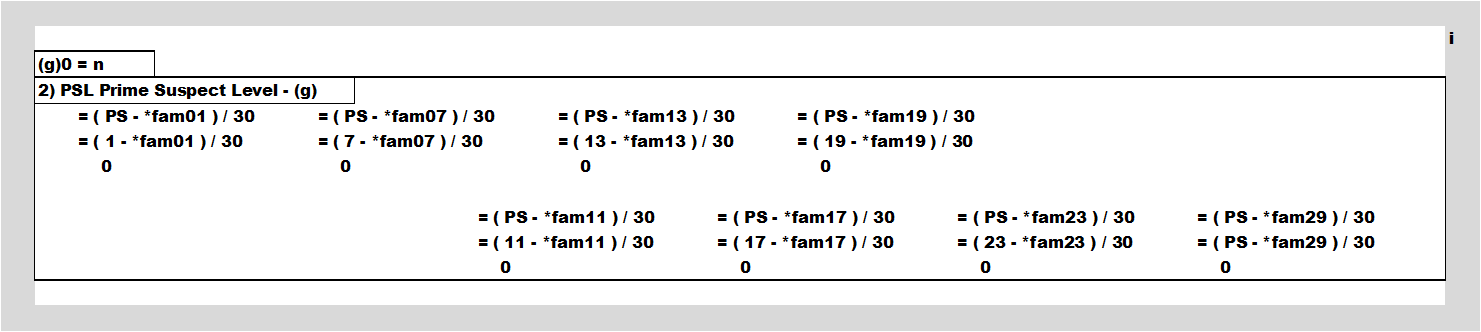 i
(g)0 = n
2) PSL Prime Suspect Level - (g)
= ( PS - *fam01 ) / 30 = ( PS - *fam07 ) / 30 = ( PS - *fam13 ) / 30 = ( PS - *fam19 ) / 30
= ( 1 - *fam01 ) / 30 = ( 7 - *fam07 ) / 30 = ( 13 - *fam13 ) / 30 = ( 19 - *fam19 ) / 30
0 0 0 0
= ( PS - *fam11 ) / 30 = ( PS - *fam17 ) / 30 = ( PS - *fam23 ) / 30 = ( PS - *fam29 ) / 30
= ( 11 - *fam11 ) / 30 = ( 17 - *fam17 ) / 30 = ( 23 - *fam23 ) / 30 = ( PS - *fam29 ) / 30
0 0 0 0